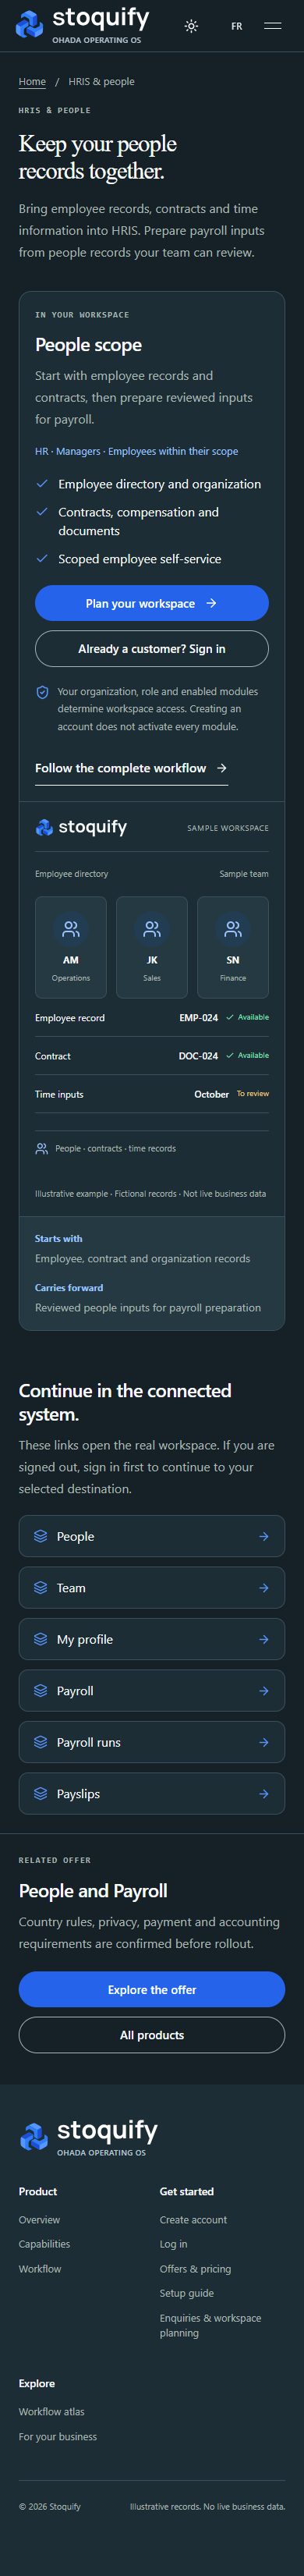 stoquify
OHADA OPERATING OS
FR
Home / HRIS & people
HRIS & PEOPLE
Keep your people
records together.
Bring employee records, contracts and time
information into HRIS. Prepare payroll inputs
from people records your team can review.
IN YOUR WORKSPACE
People scope
Start with employee records and
contracts, then prepare reviewed inputs
for payroll.
HR · Managers · Employees within their scope
Employee directory and organization
Contracts, compensation and
documents
Scoped employee self-service
Plan your workspace
Already a customer? Sign in
Your organization, role and enabled modules
determine workspace access. Creating an
account does not activate every module.
Follow the complete workflow
stoquify
SAMPLE WORKSPACE
Employee directory
Sample team
AM
Operations
JK
Sales
SN
Finance
Employee record EMP-024 Available
Contract DOC-024 Available
Time inputs October To review
People · contracts · time records
Illustrative example · Fictional records · Not live business data
Starts with
Employee, contract and organization records
Carries forward
Reviewed people inputs for payroll preparation
Continue in the connected
system.
These links open the real workspace. If you are
signed out, sign in first to continue to your
selected destination.
People
Team
My profile
Payroll
Payroll runs
Payslips
RELATED OFFER
People and Payroll
Country rules, privacy, payment and accounting
requirements are confirmed before rollout.
Explore the offer
All products
stoquify
OHADA OPERATING OS
Product
Overview
Capabilities
Workflow
Get started
Create account
Log in
Offers & pricing
Setup guide
Enquiries & workspace
planning
Explore
Workflow atlas
For your business
© 2026 Stoquify
Illustrative records. No live business data.